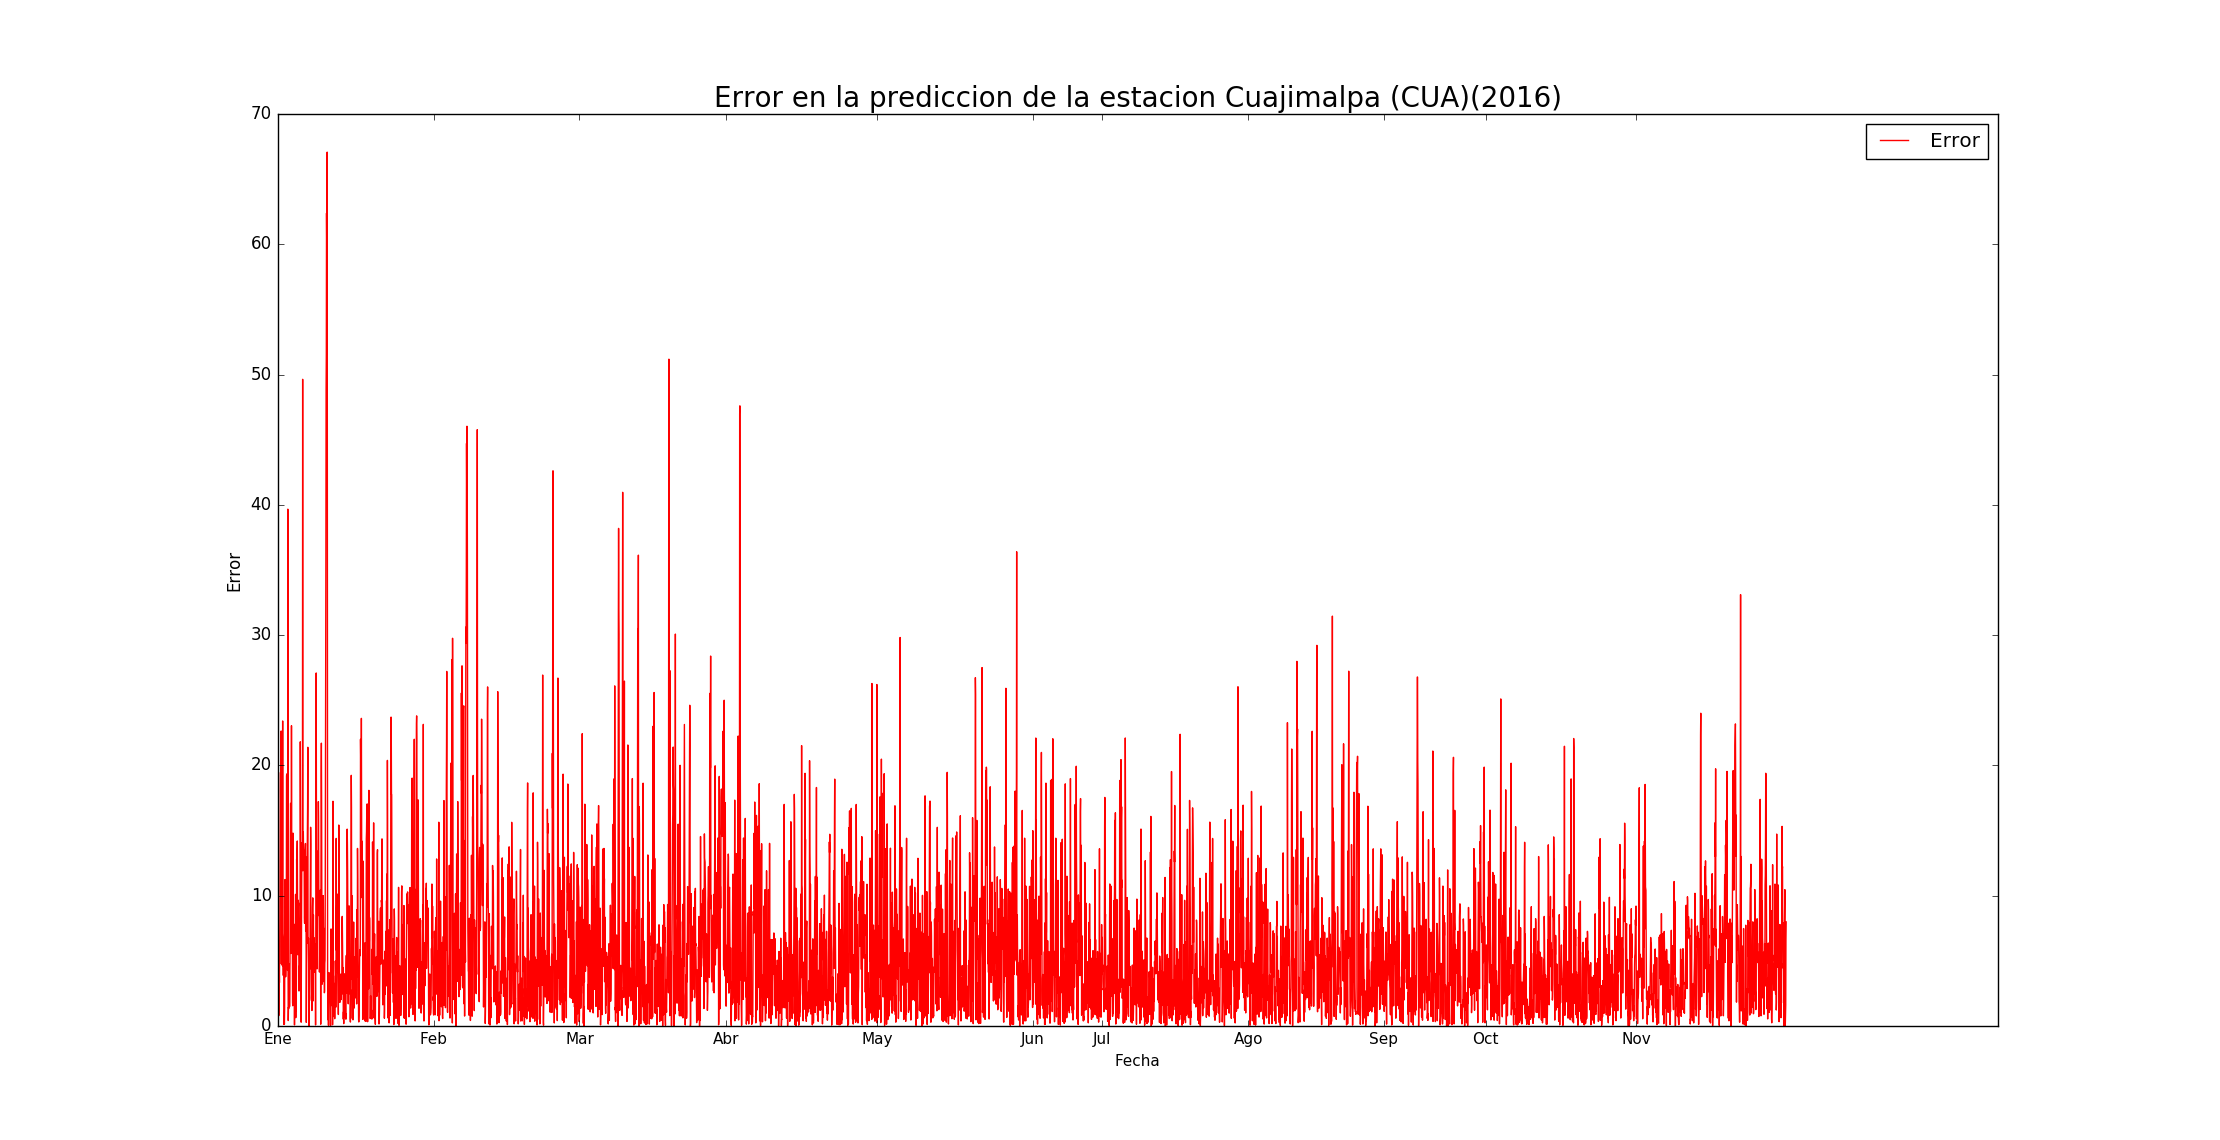 Error en la prediccion de la estacion Cuajimalpa (CUA)(2016)
70
60
50
40
30
20
10
0
Error
Error
Ene Feb Mar Abr May Jun Jul Ago Sep Oct Nov
Fecha